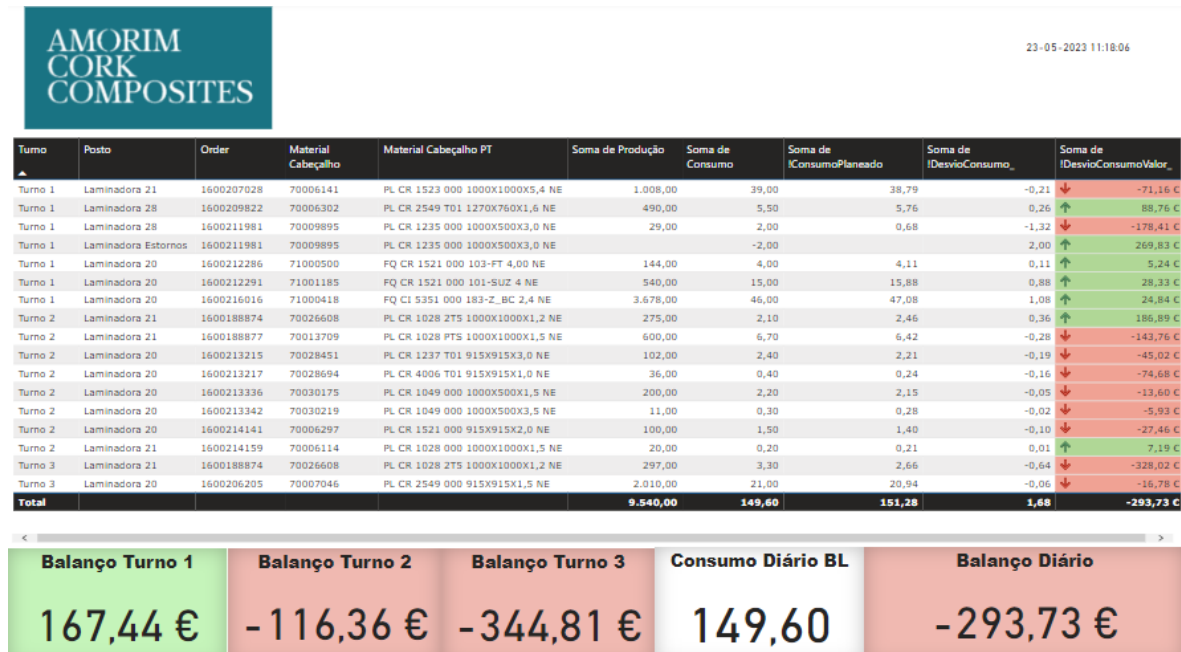 AMORIM
CORK
COMPOSITES
23-05-2023 11:18:06
Turno Posto Order Material Cabeçalho Material Cabeçalho PT Soma de Produção Soma de Consumo Soma de !ConsumoPlaneado Soma de !DesvioConsumo_ Soma de !DesvioConsumoValor_
Turno 1 Laminadora 21 1600207028 70006141 PL CR 1523 000 1000X1000X5,4 NE 1.008,00 39,00 38,79 -0,21 -71,16 €
Turno 1 Laminadora 28 1600209822 70006302 PL CR 2549 T01 1270X760X1,6 NE 490,00 5,50 5,76 0,26 88,76 €
Turno 1 Laminadora 28 1600211981 70009895 PL CR 1235 000 1000X500X3,0 NE 29,00 2,00 0,68 -1,32 -178,41 €
Turno 1 Laminadora Estornos 1600211981 70009895 PL CR 1235 000 1000X500X3,0 NE -2,00 2,00 269,83 €
Turno 1 Laminadora 20 1600212286 71000500 FQ CR 1521 000 103-FT 4,00 NE 144,00 4,00 4,11 0,11 5,24 €
Turno 1 Laminadora 20 1600212291 71001185 FQ CR 1521 000 101-SUZ 4 NE 540,00 15,00 15,88 0,88 28,33 €
Turno 1 Laminadora 20 1600216016 71000418 FQ CI 5351 000 183-Z_BC 2,4 NE 3.678,00 46,00 47,08 1,08 24,84 €
Turno 2 Laminadora 21 1600188874 70026608 PL CR 1028 2TS 1000X1000X1,2 NE 275,00 2,10 2,46 0,36 186,89 €
Turno 2 Laminadora 21 1600188877 70013709 PL CR 1028 PTS 1000X1000X1,5 NE 600,00 6,70 6,42 -0,28 -143,76 €
Turno 2 Laminadora 20 1600213215 70028451 PL CR 1237 T01 915X915X3,0 NE 102,00 2,40 2,21 -0,19 -45,02 €
Turno 2 Laminadora 20 1600213217 70028694 PL CR 4006 T01 915X915X1,0 NE 36,00 0,40 0,24 -0,16 -74,68 €
Turno 2 Laminadora 20 1600213336 70030175 PL CR 1049 000 1000X500X1,5 NE 200,00 2,20 2,15 -0,05 -13,60 €
Turno 2 Laminadora 20 1600213342 70030219 PL CR 1049 000 1000X500X3,5 NE 11,00 0,30 0,28 -0,02 -5,93 €
Turno 2 Laminadora 20 1600214141 70006297 PL CR 1521 000 915X915X2,0 NE 100,00 1,50 1,40 -0,10 -27,46 €
Turno 2 Laminadora 21 1600214159 70006114 PL CR 1028 000 1000X1000X1,5 NE 20,00 0,20 0,21 0,01 7,19 €
Turno 3 Laminadora 21 1600188874 70026608 PL CR 1028 2TS 1000X1000X1,2 NE 297,00 3,30 2,66 -0,64 -328,02 €
Turno 3 Laminadora 20 1600206205 70007046 PL CR 2549 000 915X915X1,5 NE 2.010,00 21,00 20,94 -0,06 -16,78 €
Total 9.540,00 149,60 151,28 1,68 -293,73 €
Balanço Turno 1 Balanço Turno 2 Balanço Turno 3 Consumo Diário BL Balanço Diário
167,44 € -116,36 € -344,81 € 149,60 -293,73 €